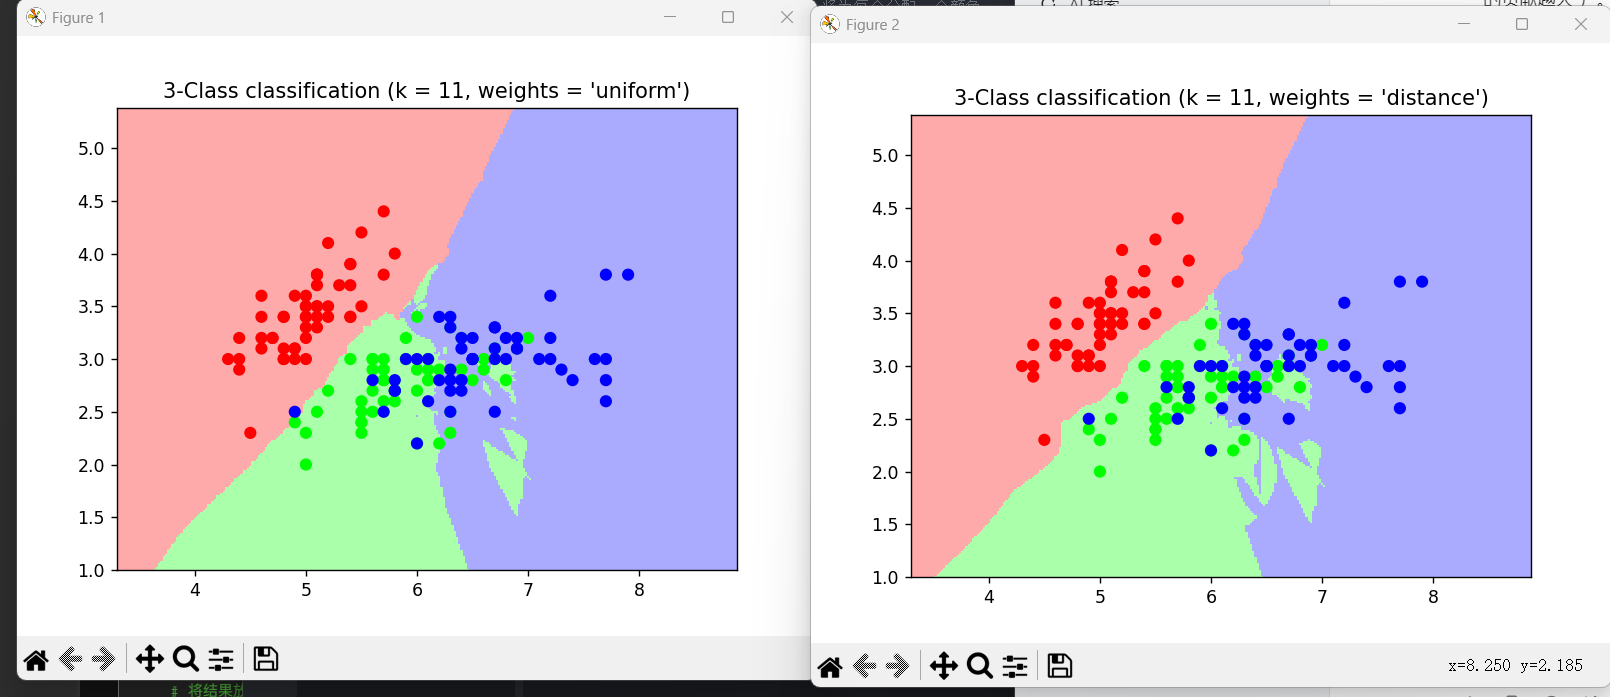 Figure 1
3-Class classification (k = 11, weights = 'uniform')
5.0
4.5
4.0
3.5
3.0
2.5
2.0
1.5
1.0
4 5 6 7 8
# 将结果放
Figure 2
3-Class classification (k = 11, weights = 'distance')
5.0
4.5
4.0
3.5
3.0
2.5
2.0
1.5
1.0
4 5 6 7 8
x=8.250 y=2.185